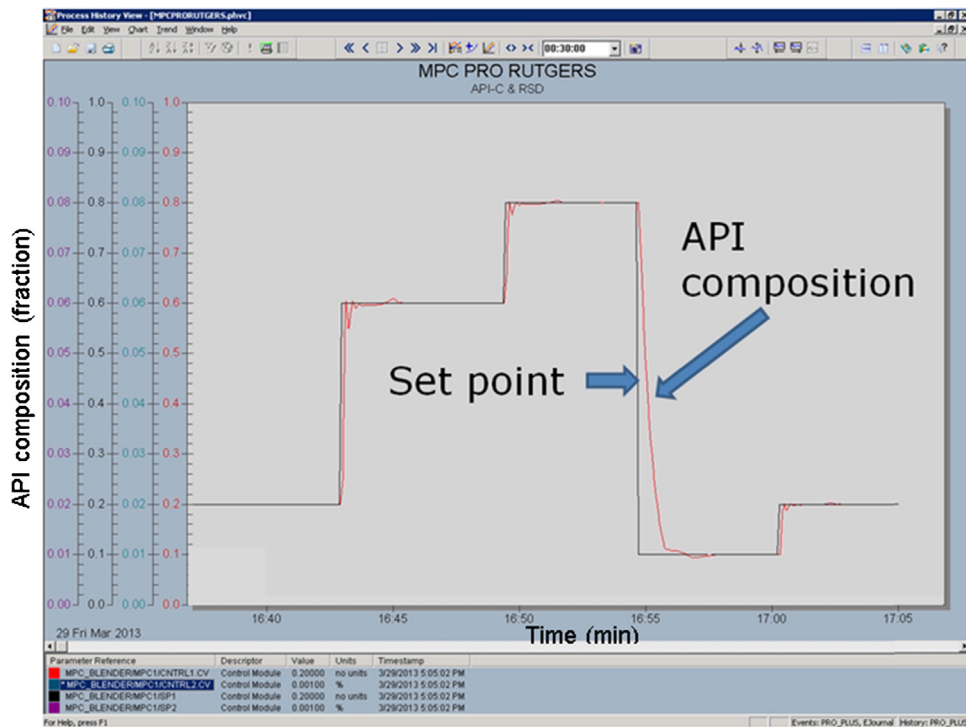 Process History View - [MPCPRORUTGERS.phvc]
File Edit View Chart Trend Window Help
00:30:00
MPC PRO RUTGERS
API-C & RSD
0.10 1.0 0.10 1.0
0.09 0.9 0.09 0.9
0.08 0.8 0.08 0.8
0.07 0.7 0.07 0.7
0.06 0.6 0.06 0.6
0.05 0.5 0.05 0.5
0.04 0.4 0.04 0.4
0.03 0.3 0.03 0.3
0.02 0.2 0.02 0.2
0.01 0.1 0.01 0.1
0.00 0.0 0.00 0.0
API composition (fraction)
API
composition
Set point
16:40 16:45 16:50 16:55 17:00 17:05
29 Fri Mar 2013
Time (min)
Parameter Reference Descriptor Value Units Timestamp
MPC_BLENDER/MPC1/CNTRL1.CV Control Module 0.20000 no units 3/29/2013 5:05:02 PM
* MPC_BLENDER/MPC1/CNTRL2.CV Control Module 0.00100 % 3/29/2013 5:05:02 PM
MPC_BLENDER/MPC1/SP1 Control Module 0.20000 no units 3/29/2013 5:05:02 PM
MPC_BLENDER/MPC1/SP2 Control Module 0.00100 % 3/29/2013 5:05:02 PM
For Help, press F1
Events: PRO_PLUS, EJournal History: PRO_PLUS